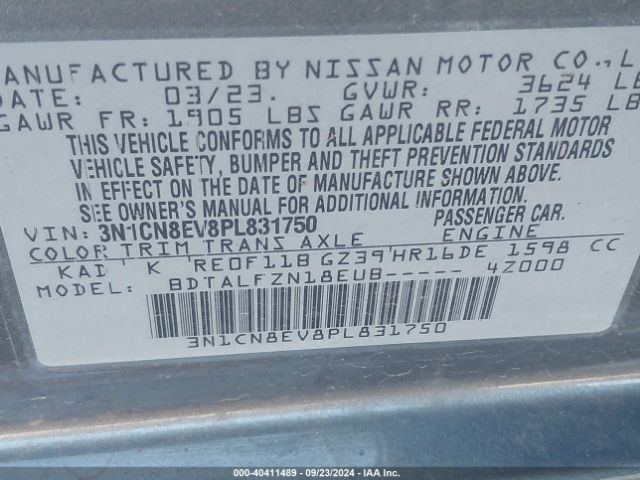 MANUFACTURED BY NISSAN MOTOR CO., L
DATE: 03/23. GVWR: 3624 LB
GAWR FR: 1905 LBS GAWR RR: 1735 LB
THIS VEHICLE CONFORMS TO ALL APPLICABLE FEDERAL MOTOR
VEHICLE SAFETY, BUMPER AND THEFT PREVENTION STANDARDS
IN EFFECT ON THE DATE OF MANUFACTURE SHOWN ABOVE.
SEE OWNER'S MANUAL FOR ADDITIONAL INFORMATION
VIN: 3N1CN8EV8PL831750 PASSENGER CAR.
COLOR TRIM TRANS AXLE ENGINE
KAD K RE0F11B GZ39 HR16DE 1598 CC
MODEL: BDTALFZN18EUB----- 4Z000
3N1CN8EV8PL831750
000-40411489 - 09/23/2024 - IAA Inc.